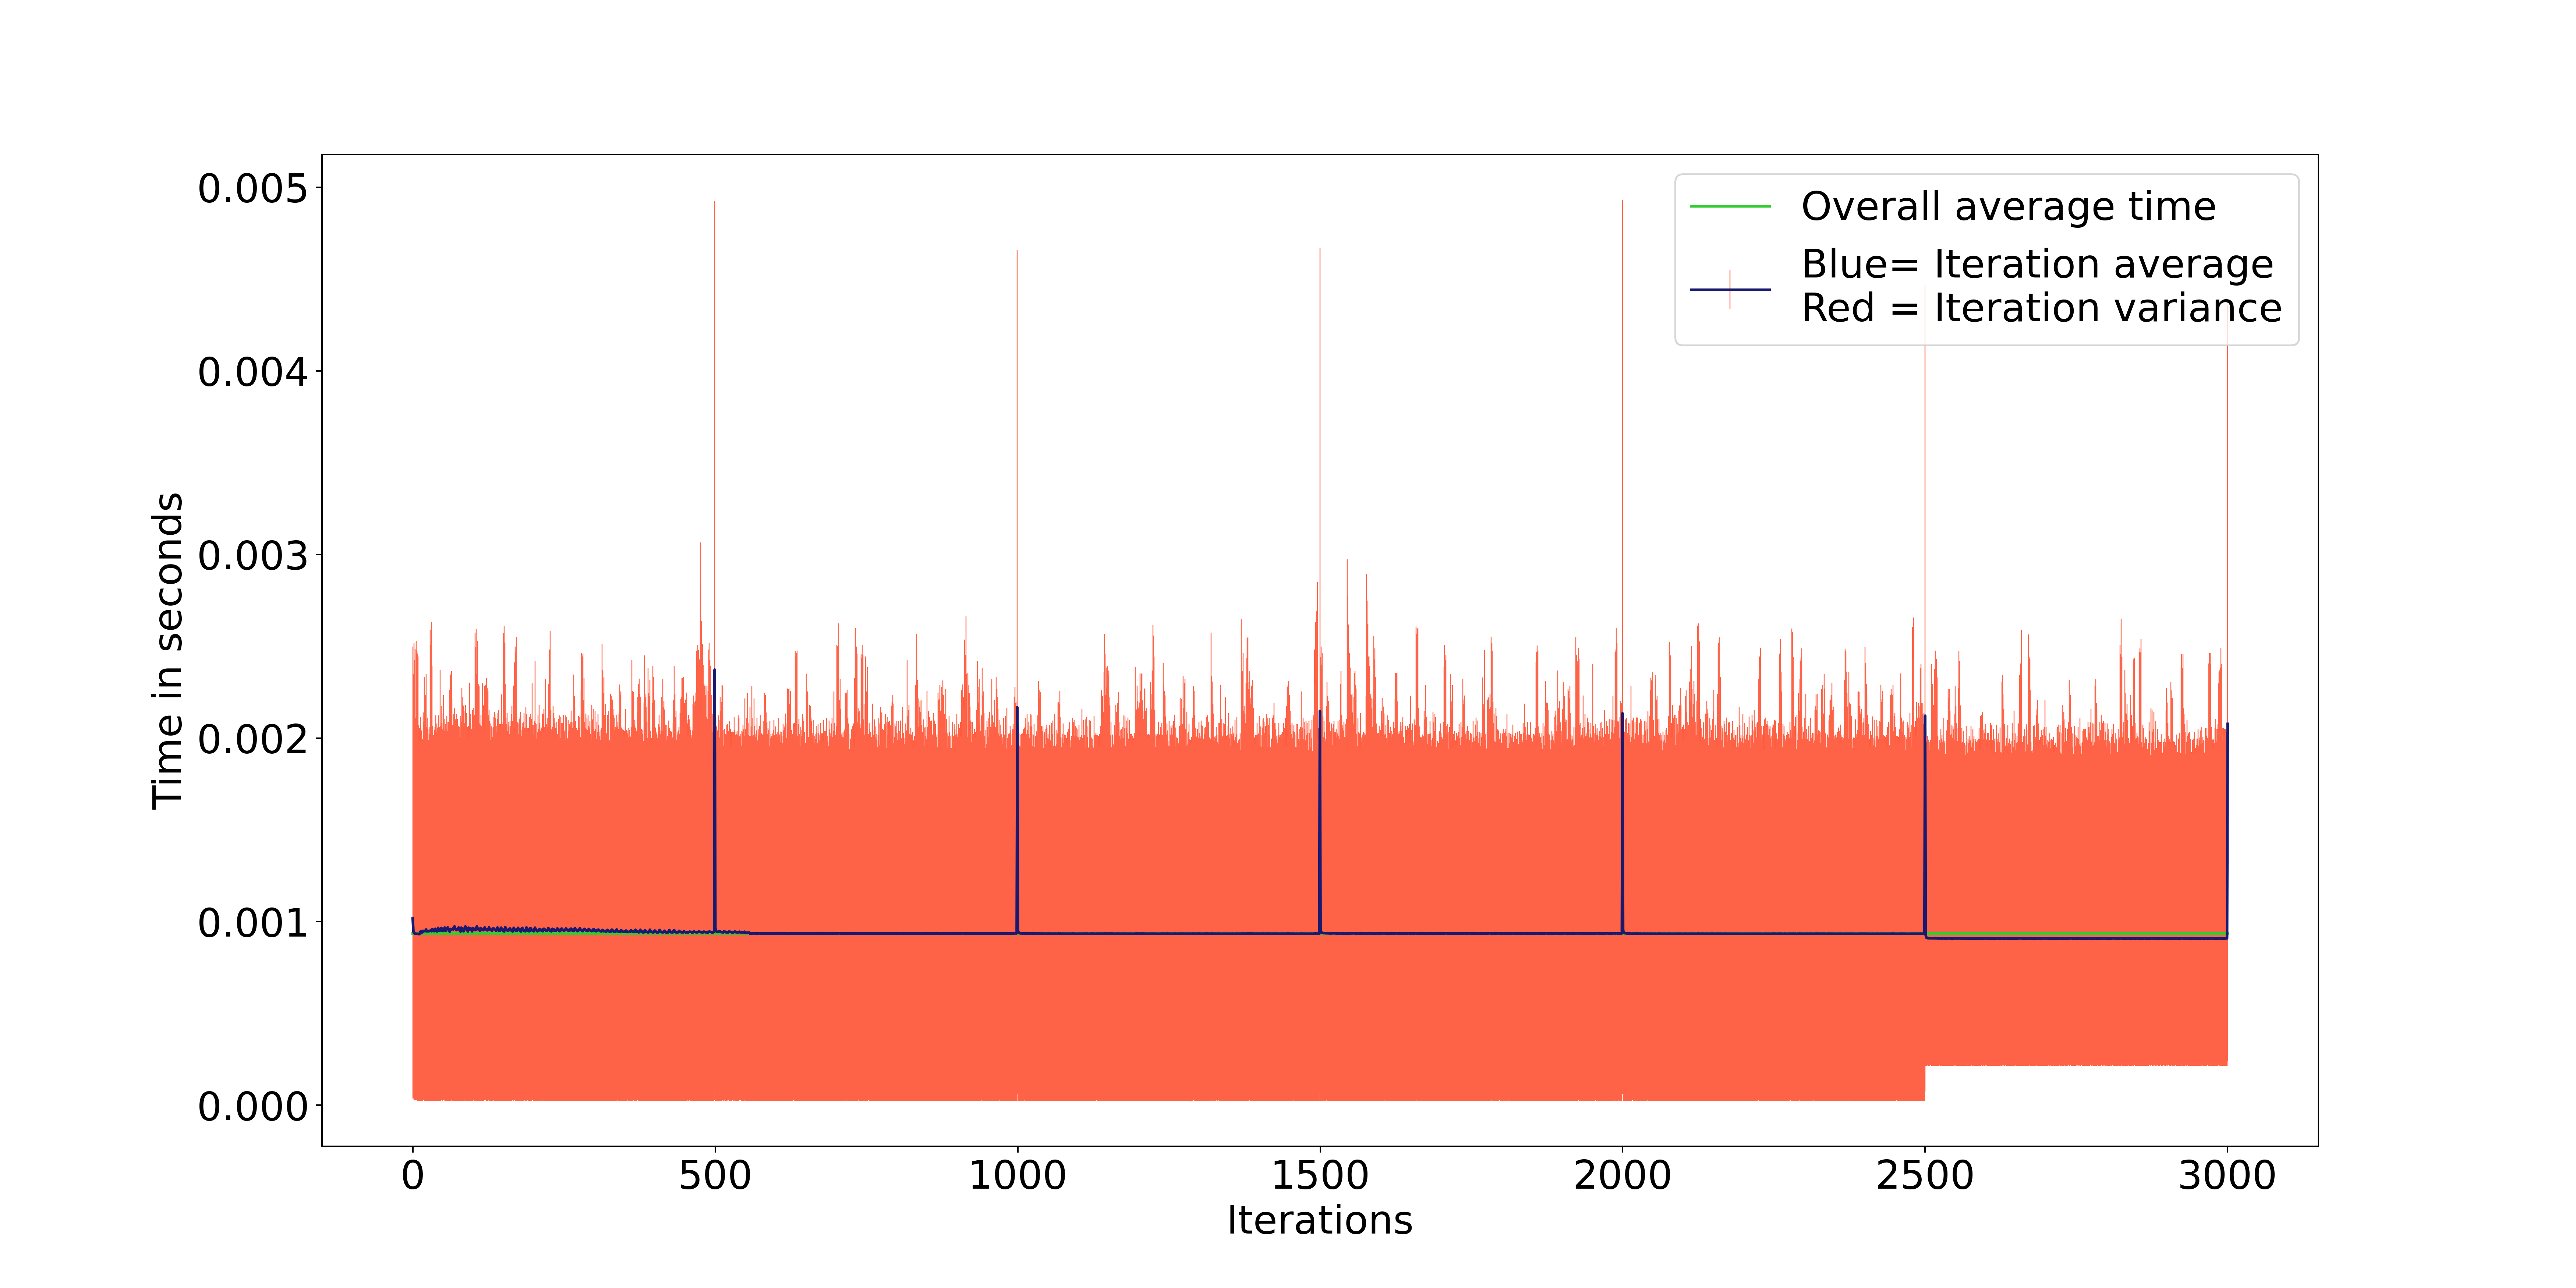 Overall average time
Blue= Iteration average
Red = Iteration variance
0.005
0.004
0.003
0.002
0.001
0.000
Time in seconds
0
500
1000
1500
2000
2500
3000
Iterations